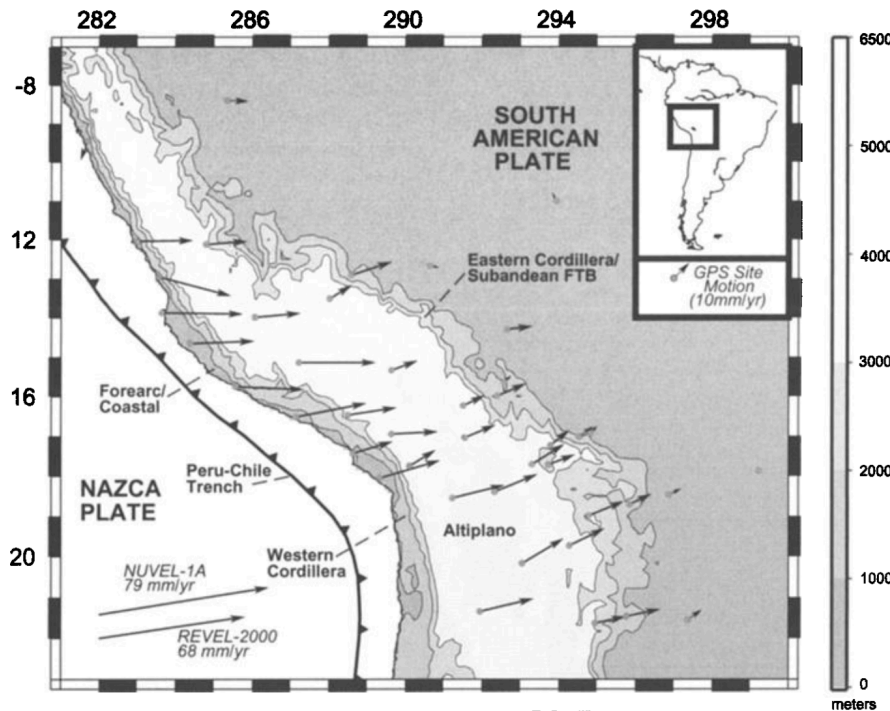 282
286
290
294
298
-8
12
16
20
SOUTH
AMERICAN
PLATE
Eastern Cordillera/
Subandean FTB
GPS Site
Motion
(10mm/yr)
Forearc/
Coastal
Peru-Chile
Trench
NAZCA
PLATE
Altiplano
Western
Cordillera
NUVEL-1A
79 mm/yr
REVEL-2000
68 mm/yr
6500
5000
4000
3000
2000
1000
0
meters